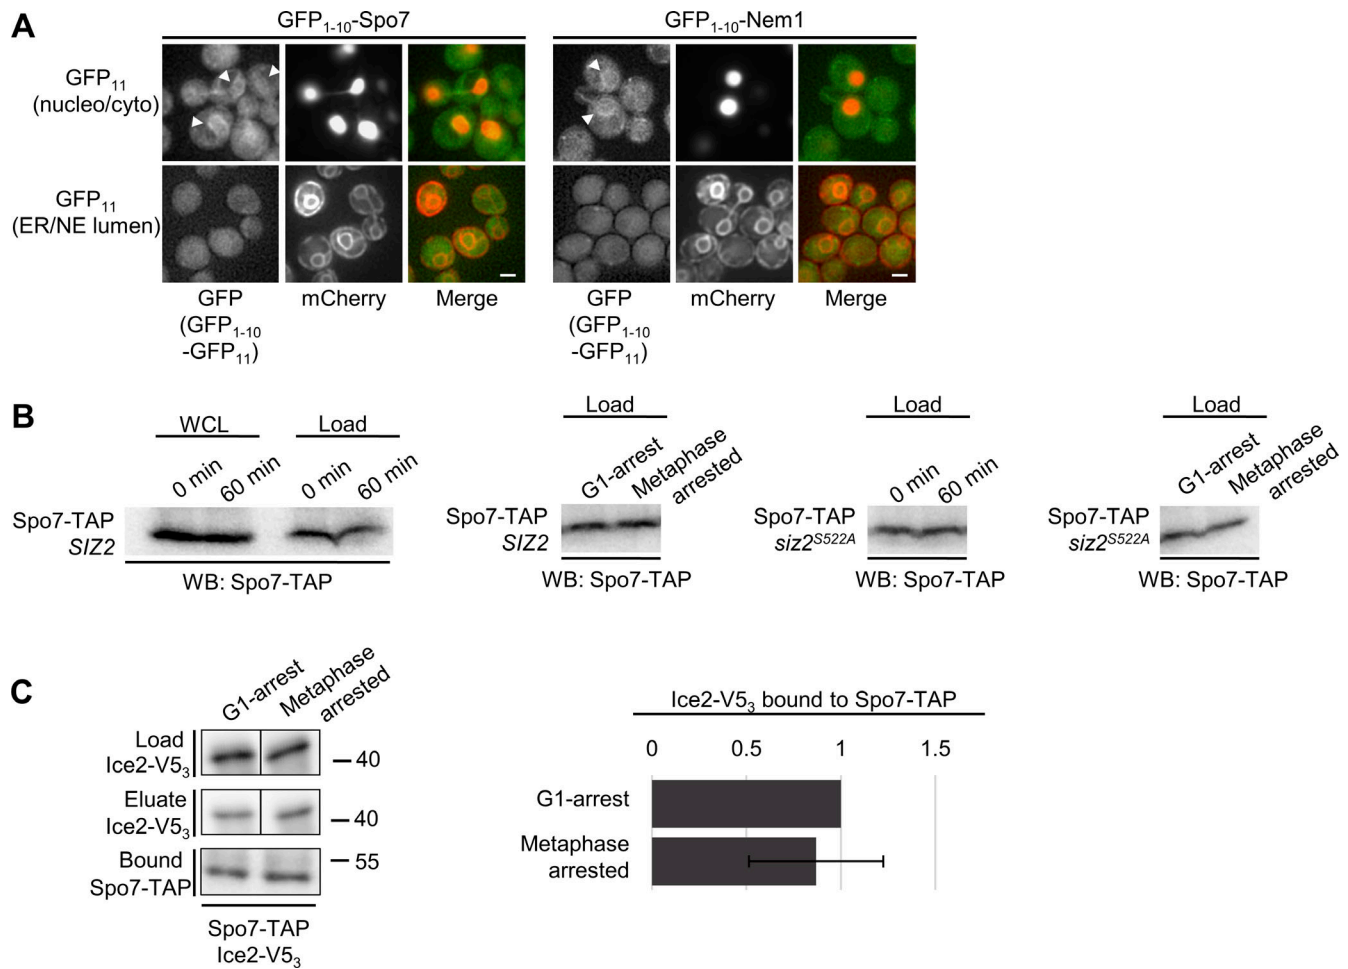 A
GFP1-10-Spo7
GFP1-10-Nem1
GFP11
(nucleo/cyto)
GFP11
(ER/NE lumen)
GFP
(GFP1-10
-GFP11)
mCherry
Merge
GFP
(GFP1-10
-GFP11)
mCherry
Merge
B
WCL
Load
0 min
60 min
0 min
60 min
Spo7-TAP
SIZ2
WB: Spo7-TAP
Load
G1-arrest
Metaphase
arrested
Spo7-TAP
SIZ2
WB: Spo7-TAP
Load
0 min
60 min
Spo7-TAP
siz2S522A
WB: Spo7-TAP
Load
G1-arrest
Metaphase
arrested
Spo7-TAP
siz2S522A
WB: Spo7-TAP
C
G1-arrest
Metaphase
arrested
Load
Ice2-V53
40
Eluate
Ice2-V53
40
Bound
Spo7-TAP
55
Spo7-TAP
Ice2-V53
Ice2-V53 bound to Spo7-TAP
0 0.5 1 1.5
G1-arrest
Metaphase
arrested